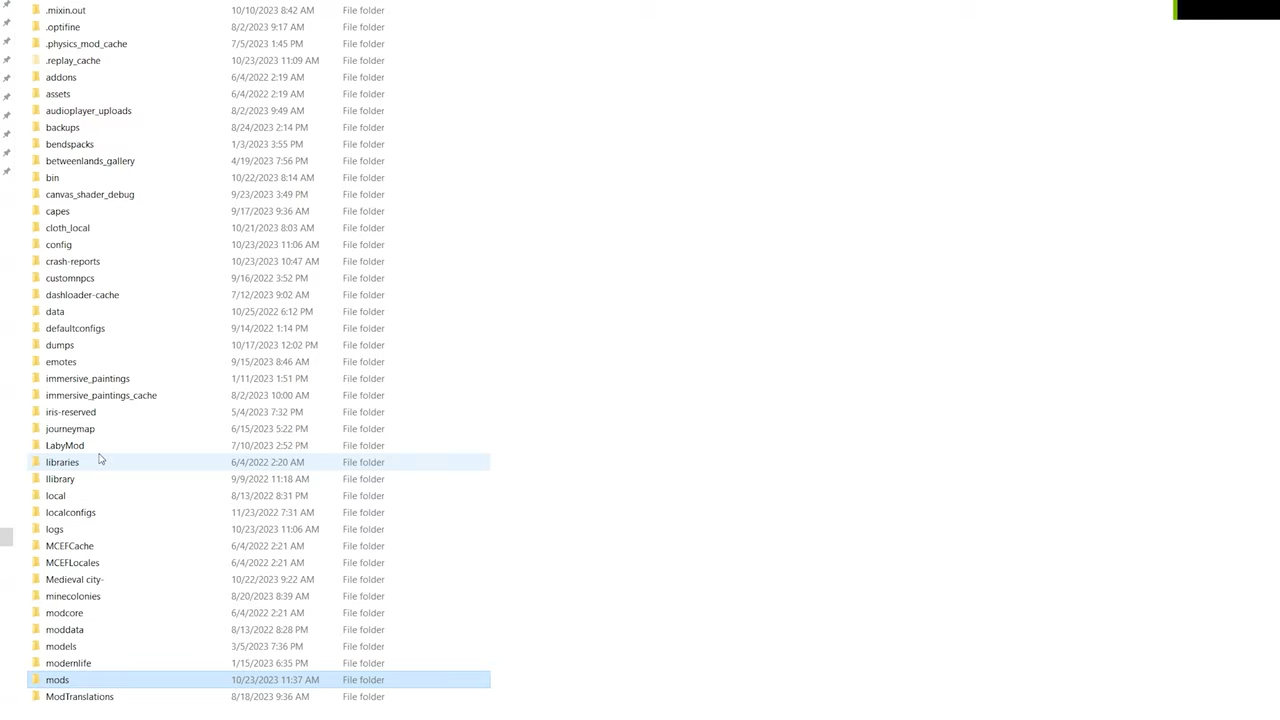 .mixin.out 10/10/2023 8:42 AM File folder
.optifine 8/2/2023 9:17 AM File folder
.physics_mod_cache 7/5/2023 1:45 PM File folder
.replay_cache 10/23/2023 11:09 AM File folder
addons 6/4/2022 2:19 AM File folder
assets 6/4/2022 2:19 AM File folder
audioplayer_uploads 8/2/2023 9:49 AM File folder
backups 8/24/2023 2:14 PM File folder
bendspacks 1/3/2023 3:55 PM File folder
betweenlands_gallery 4/19/2023 7:56 PM File folder
bin 10/22/2023 8:14 AM File folder
canvas_shader_debug 9/23/2023 3:49 PM File folder
capes 9/17/2023 9:36 AM File folder
cloth_local 10/21/2023 8:03 AM File folder
config 10/23/2023 11:06 AM File folder
crash-reports 10/23/2023 10:47 AM File folder
customnpcs 9/16/2022 3:52 PM File folder
dashloader-cache 7/12/2023 9:02 AM File folder
data 10/25/2022 6:12 PM File folder
defaultconfigs 9/14/2022 1:14 PM File folder
dumps 10/17/2023 12:02 PM File folder
emotes 9/15/2023 8:46 AM File folder
immersive_paintings 1/11/2023 1:51 PM File folder
immersive_paintings_cache 8/2/2023 10:00 AM File folder
iris-reserved 5/4/2023 7:32 PM File folder
journeymap 6/15/2023 5:22 PM File folder
LabyMod 7/10/2023 2:52 PM File folder
libraries 6/4/2022 2:20 AM File folder
llibrary 9/9/2022 11:18 AM File folder
local 8/13/2022 8:31 PM File folder
localconfigs 11/23/2022 7:31 AM File folder
logs 10/23/2023 11:06 AM File folder
MCEFCache 6/4/2022 2:21 AM File folder
MCEFLocales 6/4/2022 2:21 AM File folder
Medieval city- 10/22/2023 9:22 AM File folder
minecolonies 8/20/2023 8:39 AM File folder
modcore 6/4/2022 2:21 AM File folder
moddata 8/13/2022 8:28 PM File folder
models 3/5/2023 7:36 PM File folder
modernlife 1/15/2023 6:35 PM File folder
mods 10/23/2023 11:37 AM File folder
ModTranslations 8/18/2023 9:36 AM File folder